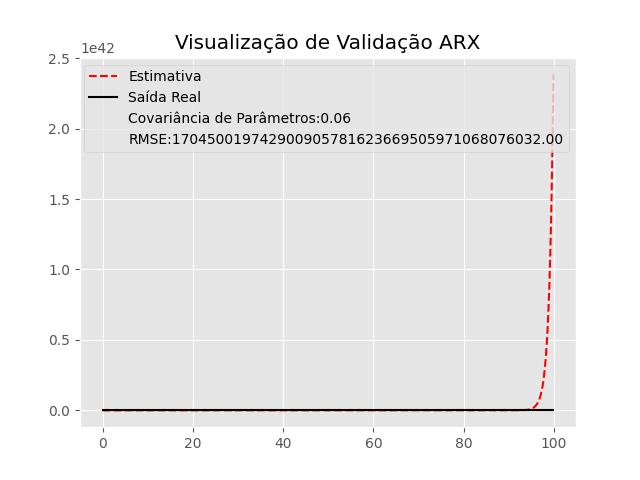 Visualização de Validação ARX
1e42
2.5
2.0
1.5
1.0
0.5
0.0
Estimativa
Saída Real
Covariância de Parâmetros:0.06
RMSE:170450019742900905781623669505971068076032.00
0 20 40 60 80 100